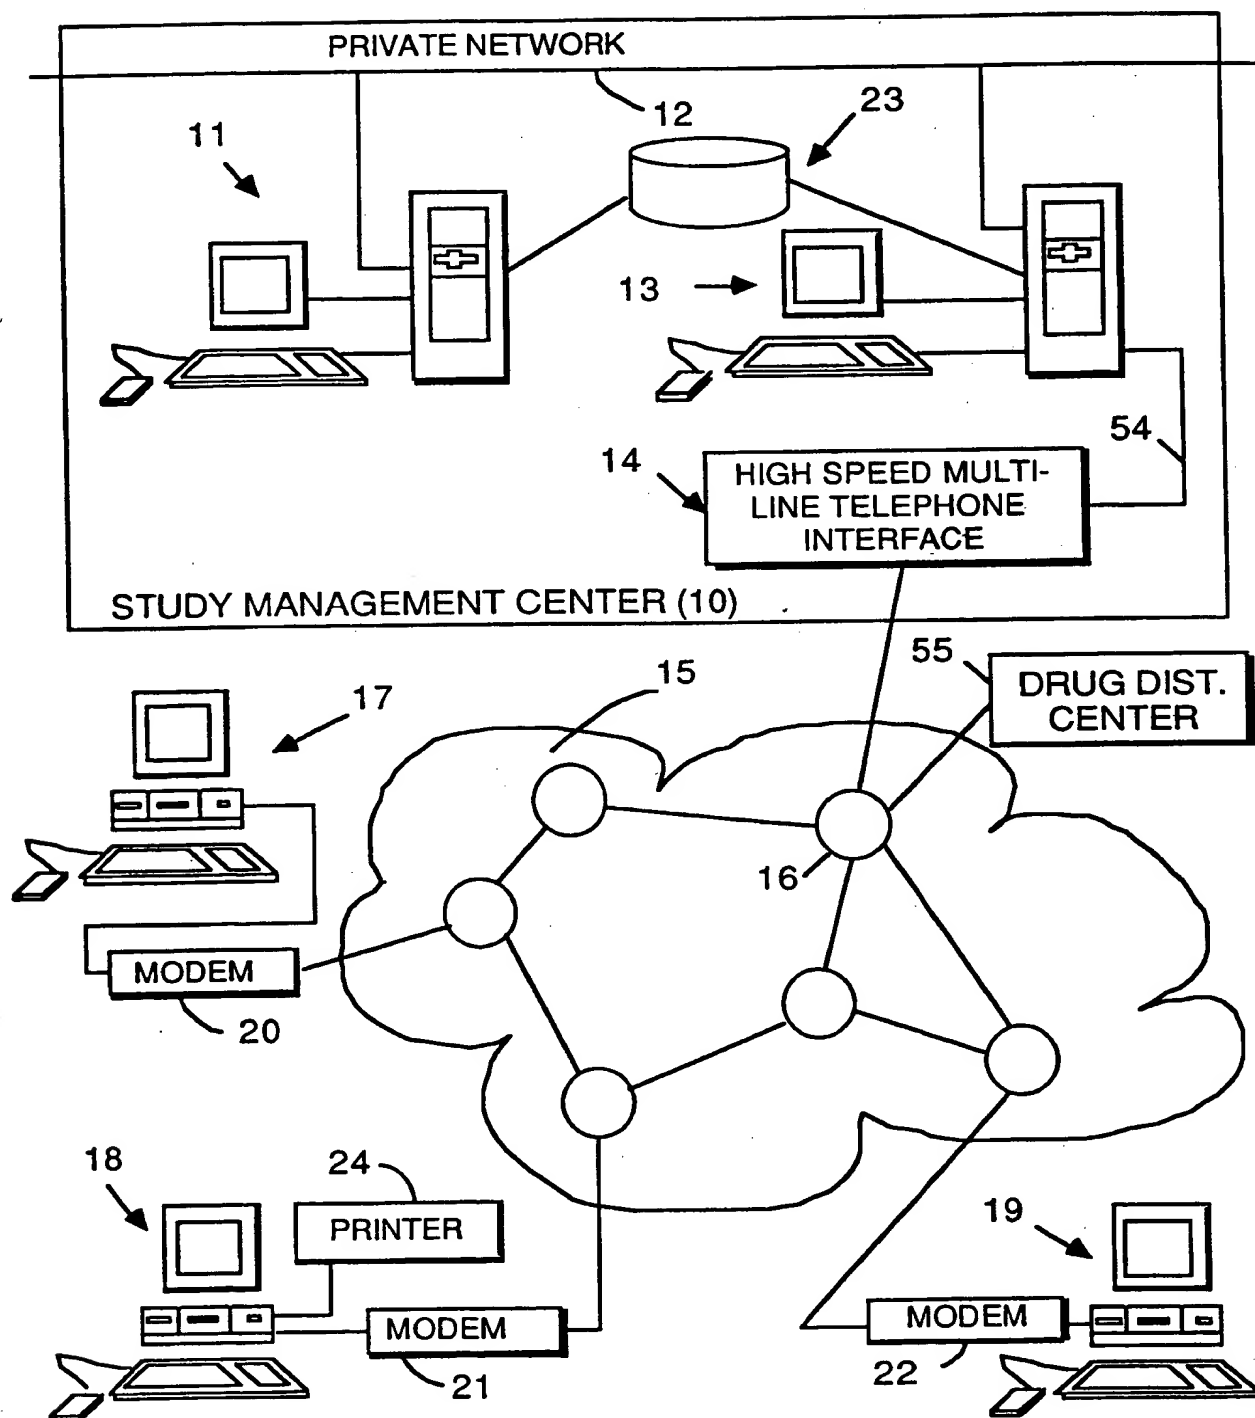 PRIVATE NETWORK
12
23
11
13
54
14
HIGH SPEED MULTI-
LINE TELEPHONE
INTERFACE
STUDY MANAGEMENT CENTER (10)
55
DRUG DIST.
CENTER
15
17
16
MODEM
20
18
24
PRINTER
19
MODEM
21
MODEM
22